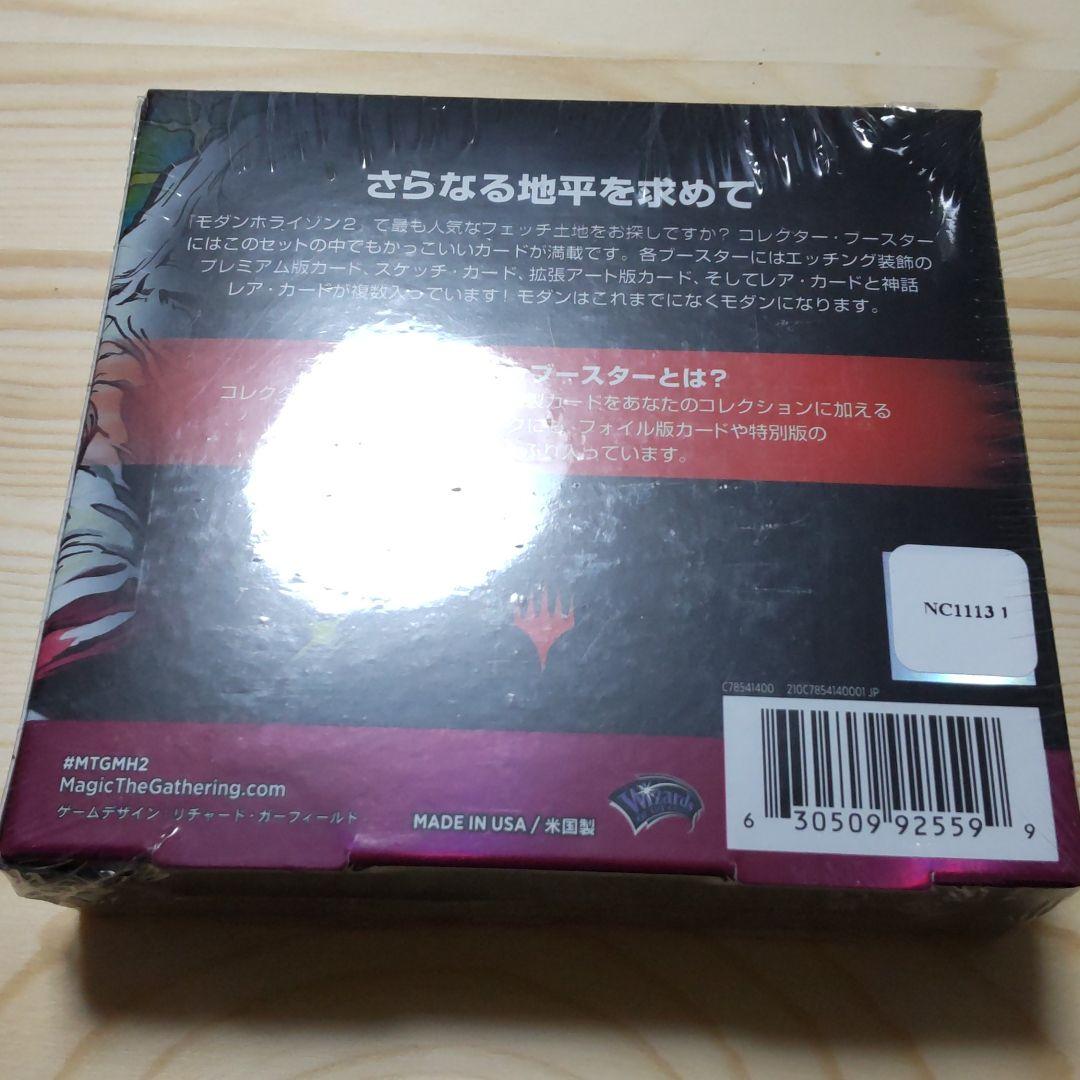 さらなる地平を求めて
『モダンホライゾン2』で最も人気なフェッチ土地をお探しですか？ コレクター・ブースター
にはこのセットの中でもかっこいいカードが満載です。各ブースターにはエッチング装飾の
プレミアム版カード、スケッチ・カード、拡張アート版カード、そしてレア・カードと神話
レア・カードが複数入っています！ モダンはこれまでになくモダンになります。
ブースターとは？
コレクタ 製カードをあなたのコレクションに加える
フォイル版カードや特別版の
入っています。
NC1113 1
C78541400 210C7854140001 JP
#MTGMH2
MagicTheGathering.com
ゲームデザイン リチャード・ガーフィールド
MADE IN USA / 米国製
Wizards
6 30509 92559 9